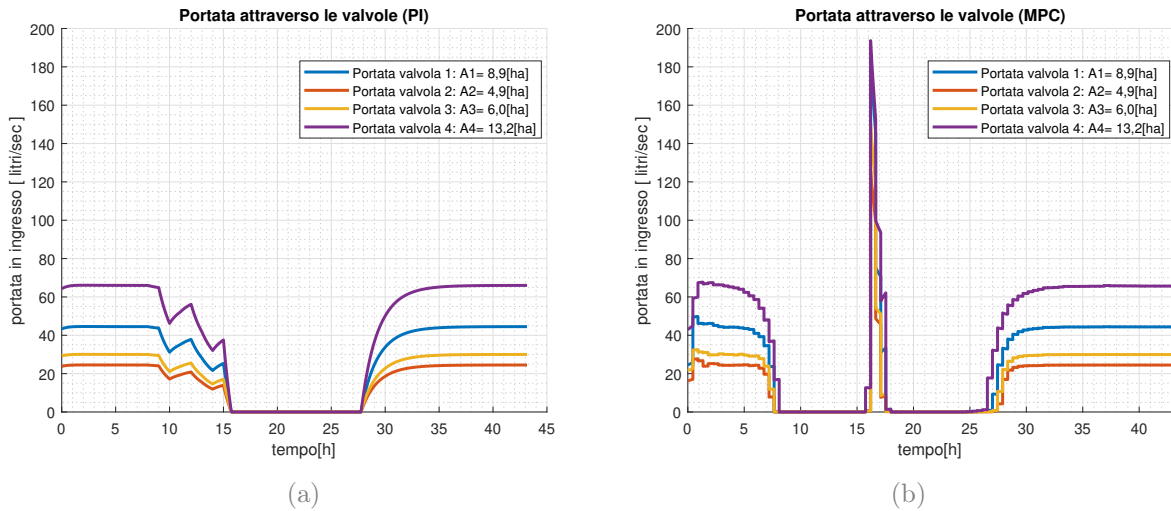 Portata attraverso le valvole (PI)
200
180
160
140
120
100
80
60
40
20
0
portata in ingresso [ litri/sec]
Portata valvola 1: A1= 8,9[ha]
Portata valvola 2: A2= 4,9[ha]
Portata valvola 3: A3= 6,0[ha]
Portata valvola 4: A4= 13,2[ha]
0 5 10 15 20 25 30 35 40 45
tempo[h]
(a)
Portata attraverso le valvole (MPC)
200
180
160
140
120
100
80
60
40
20
0
portata in ingresso [ litri/sec]
Portata valvola 1: A1= 8,9[ha]
Portata valvola 2: A2= 4,9[ha]
Portata valvola 3: A3= 6,0[ha]
Portata valvola 4: A4= 13,2[ha]
0 5 10 15 20 25 30 35 40
tempo[h]
(b)